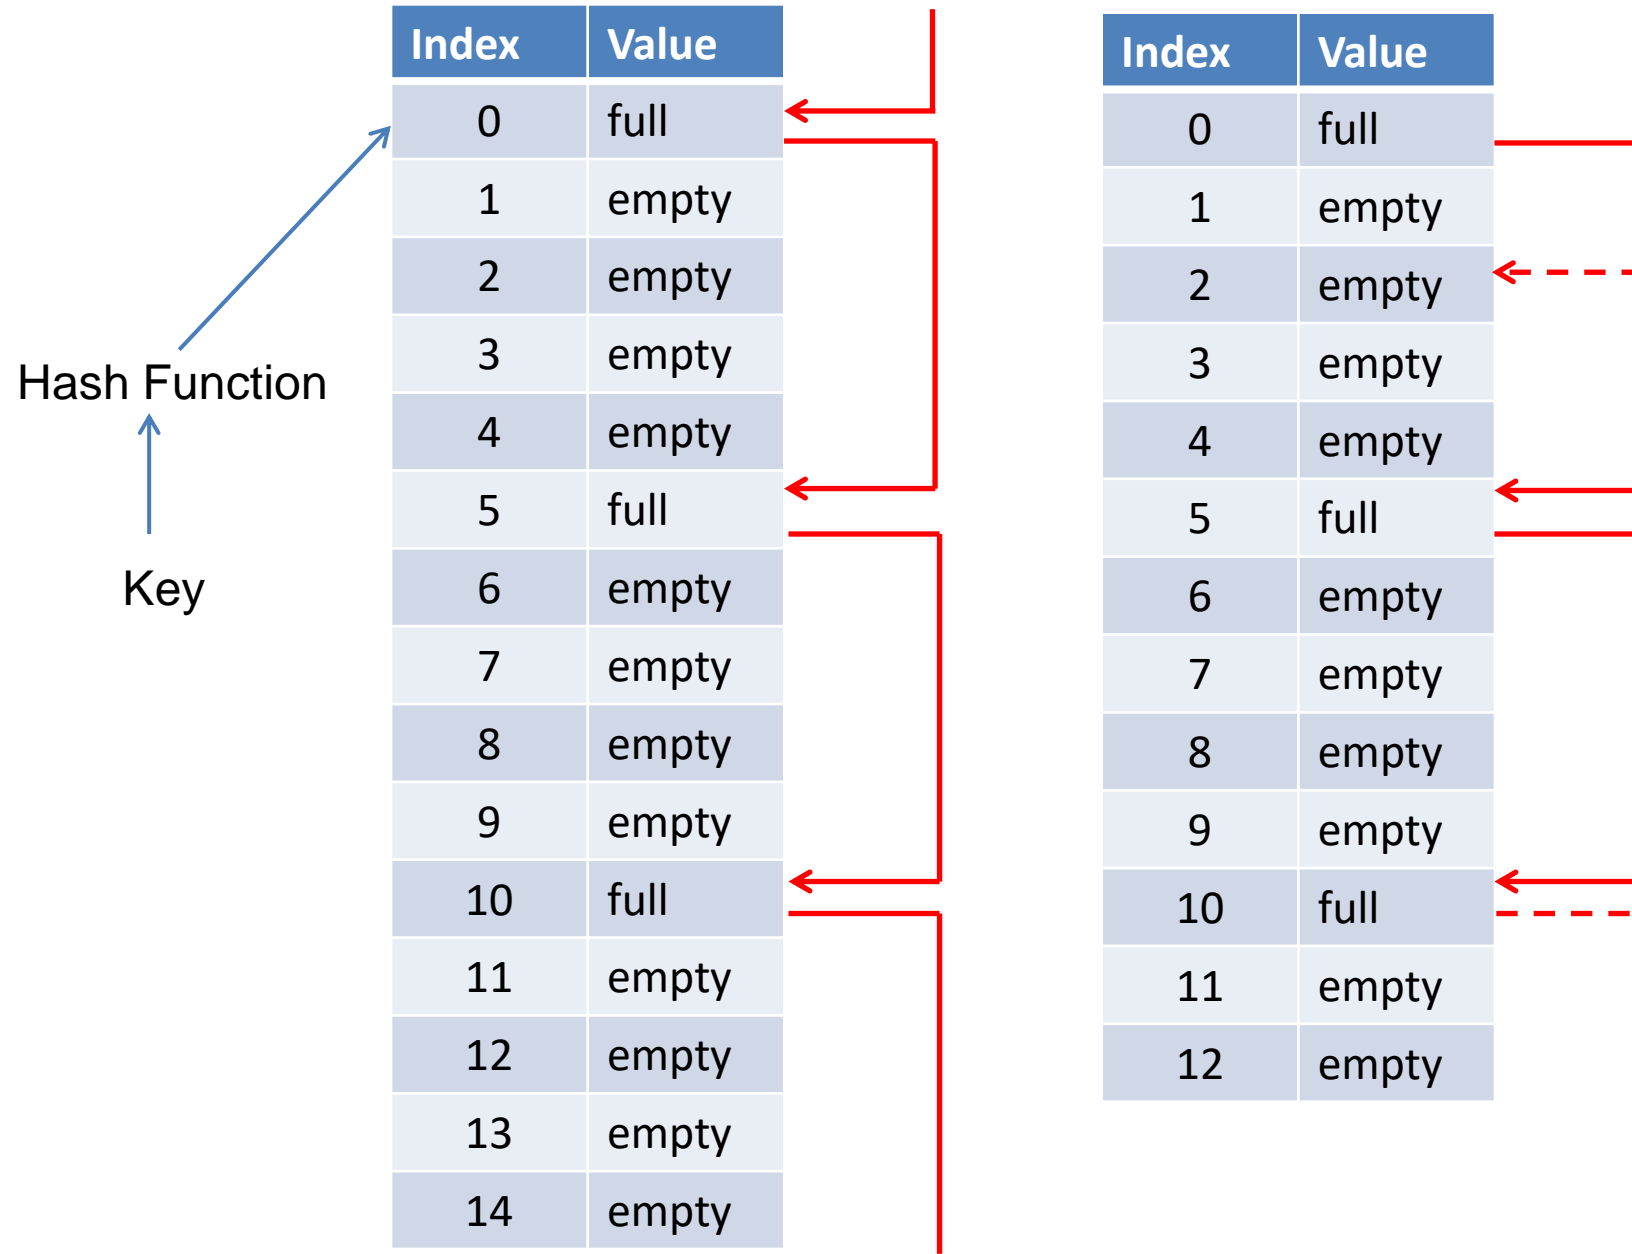 Index Value
0 full
1 empty
2 empty
3 empty
4 empty
5 full
6 empty
7 empty
8 empty
9 empty
10 full
11 empty
12 empty
13 empty
14 empty
Hash Function
Key
Index Value
0 full
1 empty
2 empty
3 empty
4 empty
5 full
6 empty
7 empty
8 empty
9 empty
10 full
11 empty
12 empty